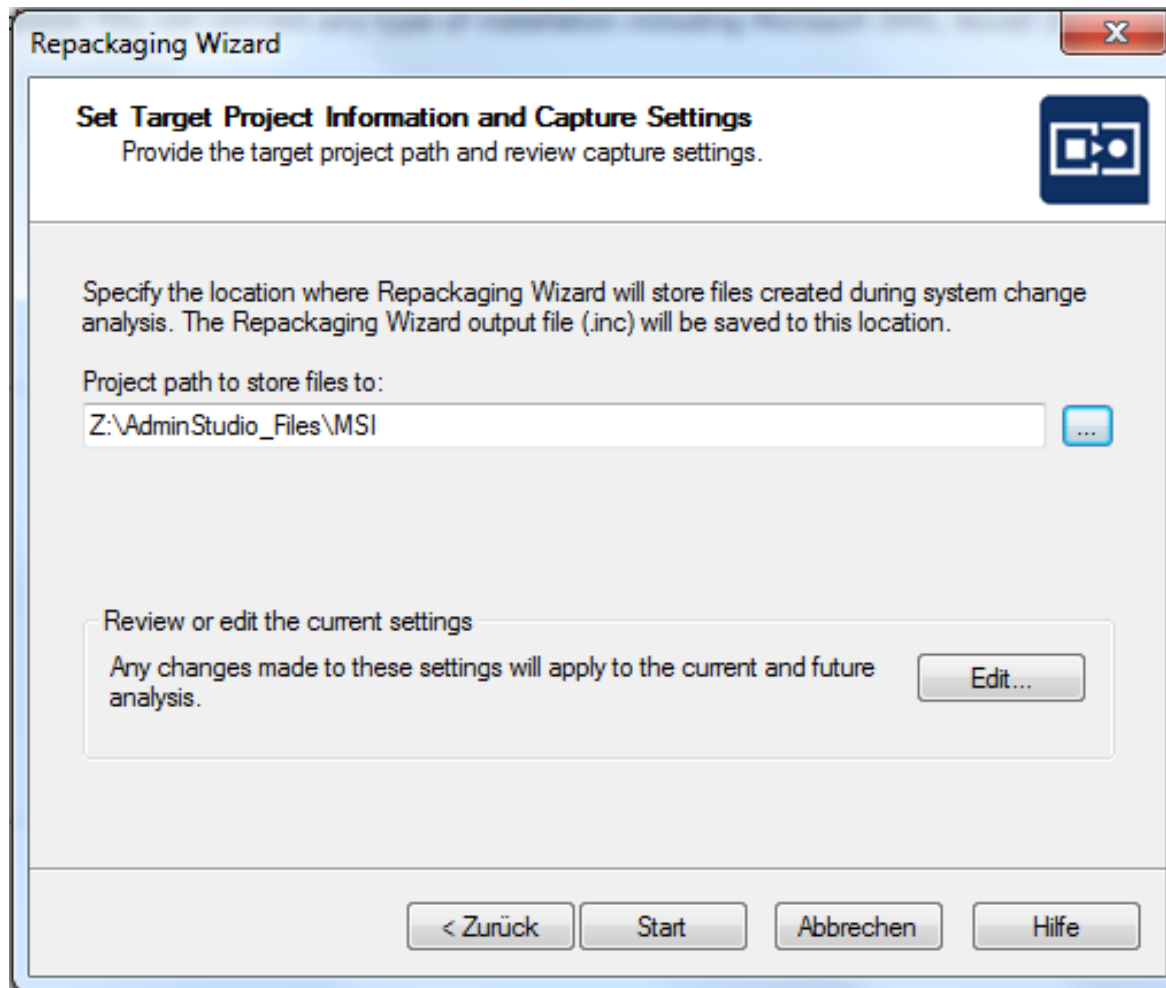 Repackaging Wizard
Set Target Project Information and Capture Settings
Provide the target project path and review capture settings.
Specify the location where Repackaging Wizard will store files created during system change
analysis. The Repackaging Wizard output file (.inc) will be saved to this location.
Project path to store files to:
Z:\AdminStudio_Files\MSI
...
Review or edit the current settings
Any changes made to these settings will apply to the current and future
analysis.
Edit...
< Zurück
Start
Abbrechen
Hilfe